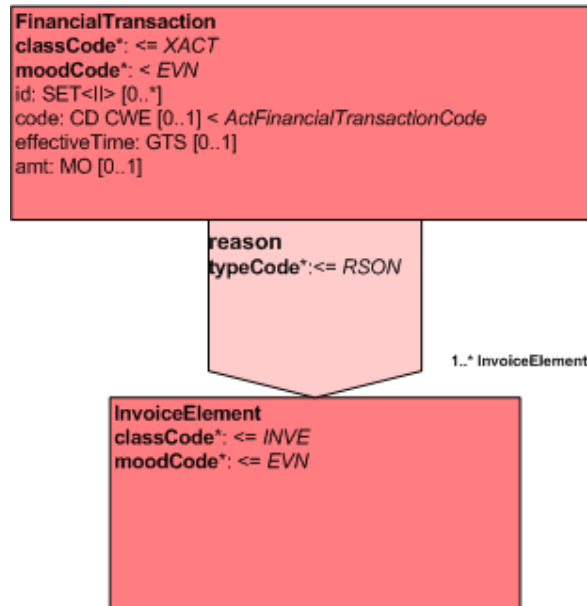 FinancialTransaction
classCode*: <= XACT
moodCode*: < EVN
id: SET<II> [0..*]
code: CD CWE [0..1] < ActFinancialTransactionCode
effectiveTime: GTS [0..1]
amt: MO [0..1]
reason
typeCode*:<= RSON
1..* InvoiceElement
InvoiceElement
classCode*: <= INVE
moodCode*: <= EVN